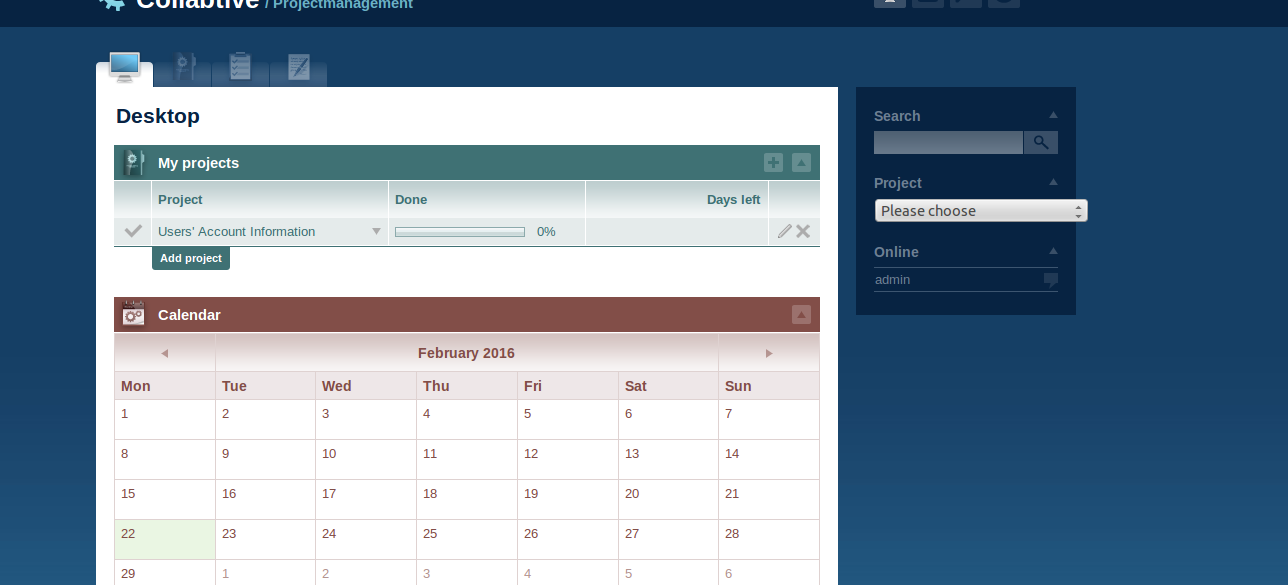 Collabtive / Projectmanagement
Desktop
My projects
Project Done Days left
Users' Account Information 0%
Add project
Calendar
February 2016
Mon Tue Wed Thu Fri Sat Sun
1 2 3 4 5 6 7
8 9 10 11 12 13 14
15 16 17 18 19 20 21
22 23 24 25 26 27 28
29 1 2 3 4 5 6
Search
Project
Please choose
Online
admin